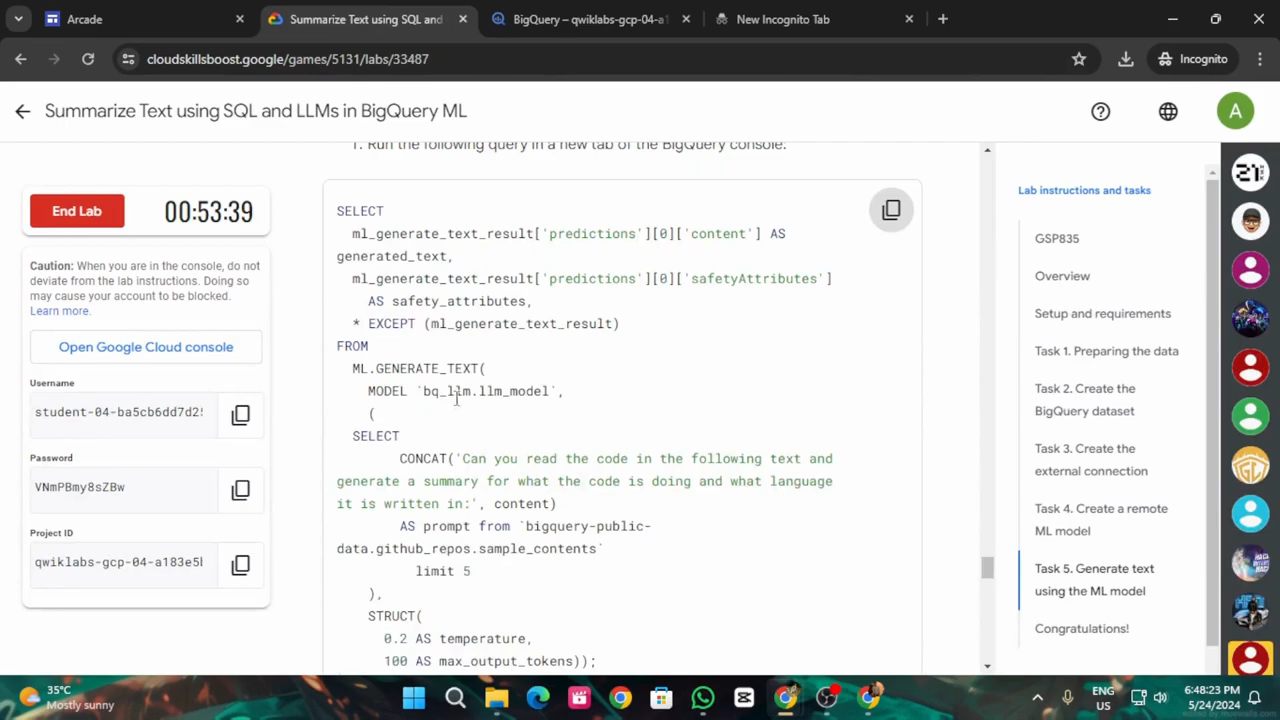 Arcade
Summarize Text using SQL and
BigQuery – qwiklabs-gcp-04-a1
New Incognito Tab
cloudskillsboost.google/games/5131/labs/33487
Incognito
Summarize Text using SQL and LLMs in BigQuery ML
A
1. Run the following query in a new tab of the BigQuery console:
End Lab
00:53:39
Caution: When you are in the console, do not
deviate from the lab instructions. Doing so
may cause your account to be blocked.
Learn more.
Open Google Cloud console
Username
student-04-ba5cb6dd7d25
Password
VNmPBmy8sZBw
Project ID
qwiklabs-gcp-04-a183e5b
SELECT
ml_generate_text_result['predictions'][0]['content'] AS
generated_text,
ml_generate_text_result['predictions'][0]['safetyAttributes']
AS safety_attributes,
* EXCEPT (ml_generate_text_result)
FROM
ML.GENERATE_TEXT(
MODEL `bq_llm.llm_model`,
(
SELECT
CONCAT('Can you read the code in the following text and
generate a summary for what the code is doing and what language
it is written in:', content)
AS prompt from `bigquery-public-
data.github_repos.sample_contents`
limit 5
),
STRUCT(
0.2 AS temperature,
100 AS max_output_tokens));
Lab instructions and tasks
GSP835
Overview
Setup and requirements
Task 1. Preparing the data
Task 2. Create the
BigQuery dataset
Task 3. Create the
external connection
Task 4. Create a remote
ML model
Task 5. Generate text
using the ML model
Congratulations!
35°C
Mostly sunny
ENG
US
6:48:23 PM
5/24/2024